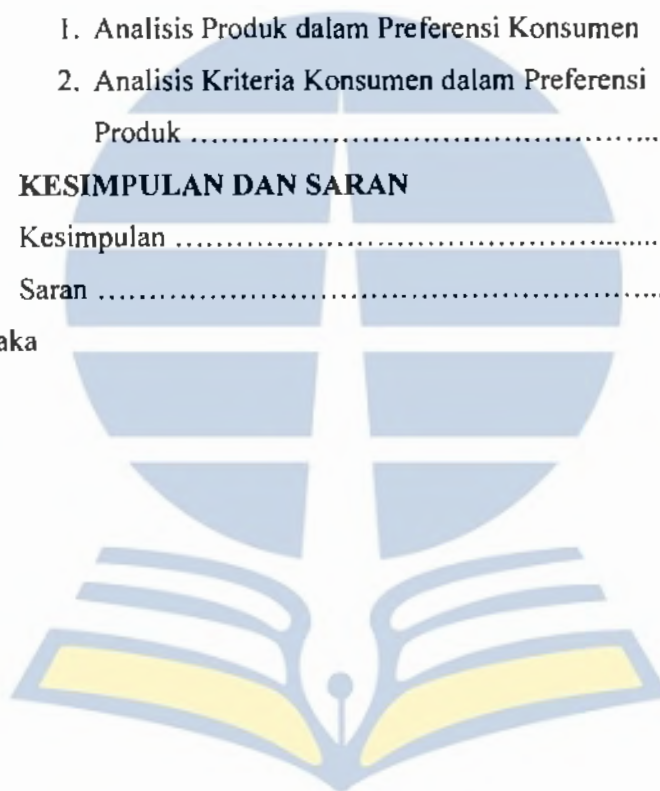 1. Analisis Produk dalam Preferensi Konsumen
2. Analisis Kriteria Konsumen dalam Preferensi
Produk ................................................
KESIMPULAN DAN SARAN
Kesimpulan ................................................
Saran ................................................
aka